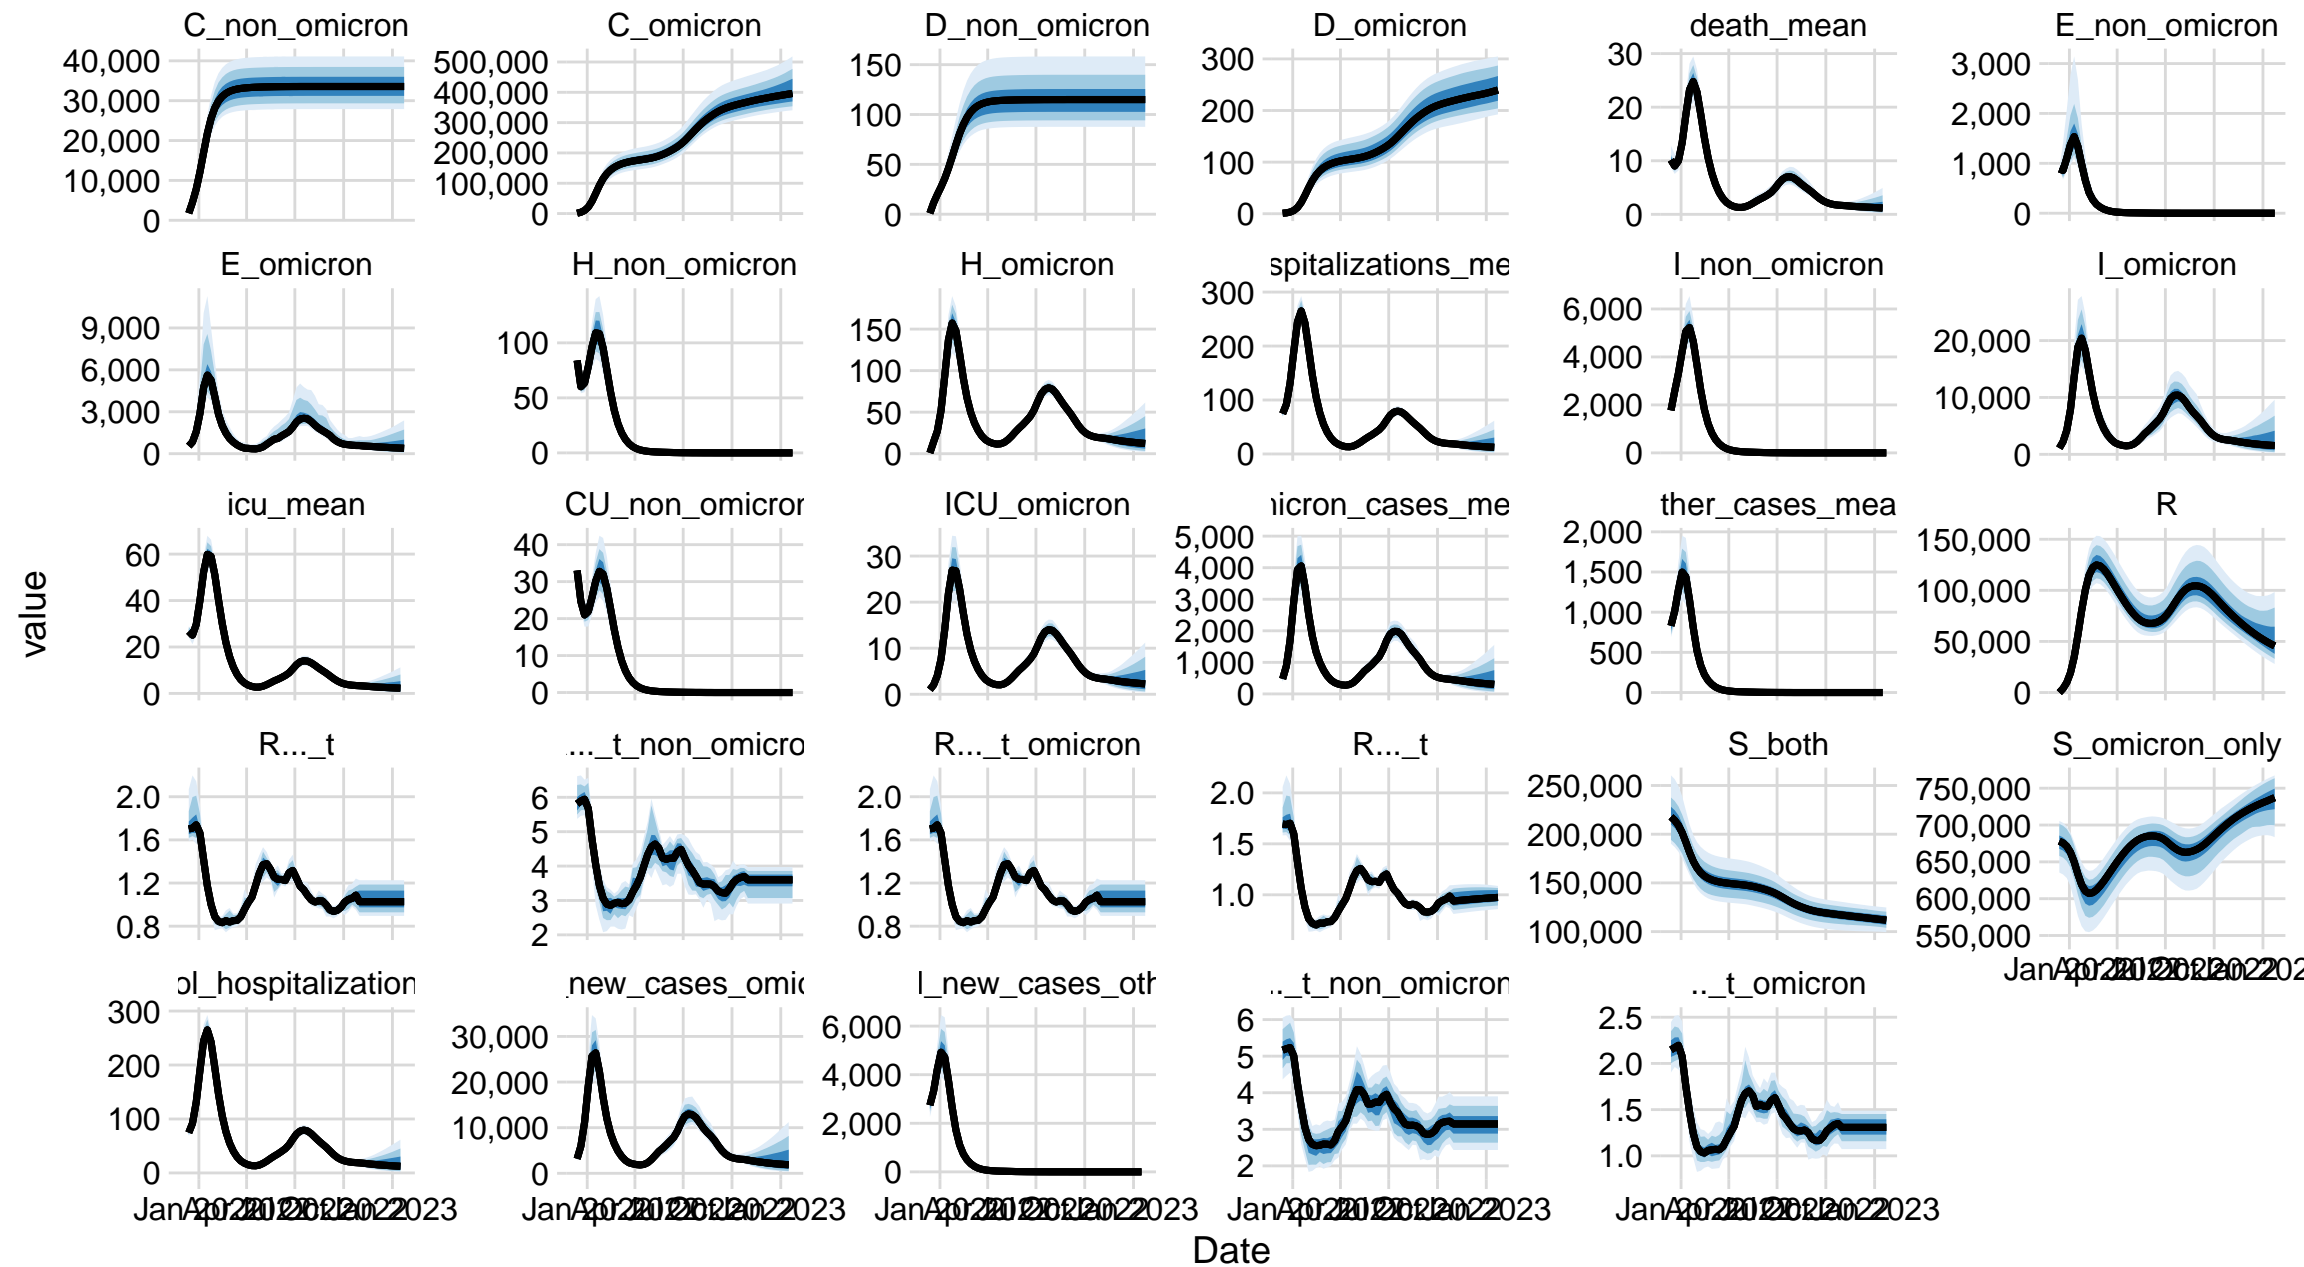 C_non_omicron C_omicron D_non_omicron D_omicron death_mean E_non_omicron
40,000 500,000 150 300 30 3,000
30,000 400,000 100 200 20 2,000
20,000 300,000 50 100 10 1,000
10,000 200,000 0 0 0 0
0 100,000
0
E_omicron H_non_omicron H_omicron spitalizations_me I_non_omicron I_omicron
9,000 100 150 300 6,000 20,000
6,000 50 100 200 4,000 10,000
3,000 0 50 100 2,000 0
0 0 0 0
icu_mean CU_non_omicror ICU_omicron nicron_cases_me ther_cases_mea R
60 40 30 5,000 2,000 150,000
40 30 20 4,000 1,500 100,000
20 20 10 3,000 1,000 50,000
0 10 0 2,000 500 0
0 1,000 0
0
value
R..._t ..._t_non_omicro R..._t_omicron R..._t S_both S_omicron_only
2.0 6 2.0 2.0 250,000 750,000
1.6 5 1.6 1.5 200,000 700,000
1.2 4 1.2 1.0 150,000 650,000
0.8 3 0.8 100,000 600,000
2 550,000
ol_hospitalization _new_cases_omic l_new_cases_oth .._t_non_omicron .._t_omicron
300 30,000 6,000 6 2.5
200 20,000 4,000 5 2.0
100 10,000 2,000 4 1.5
0 0 0 3 1.0
2
Date